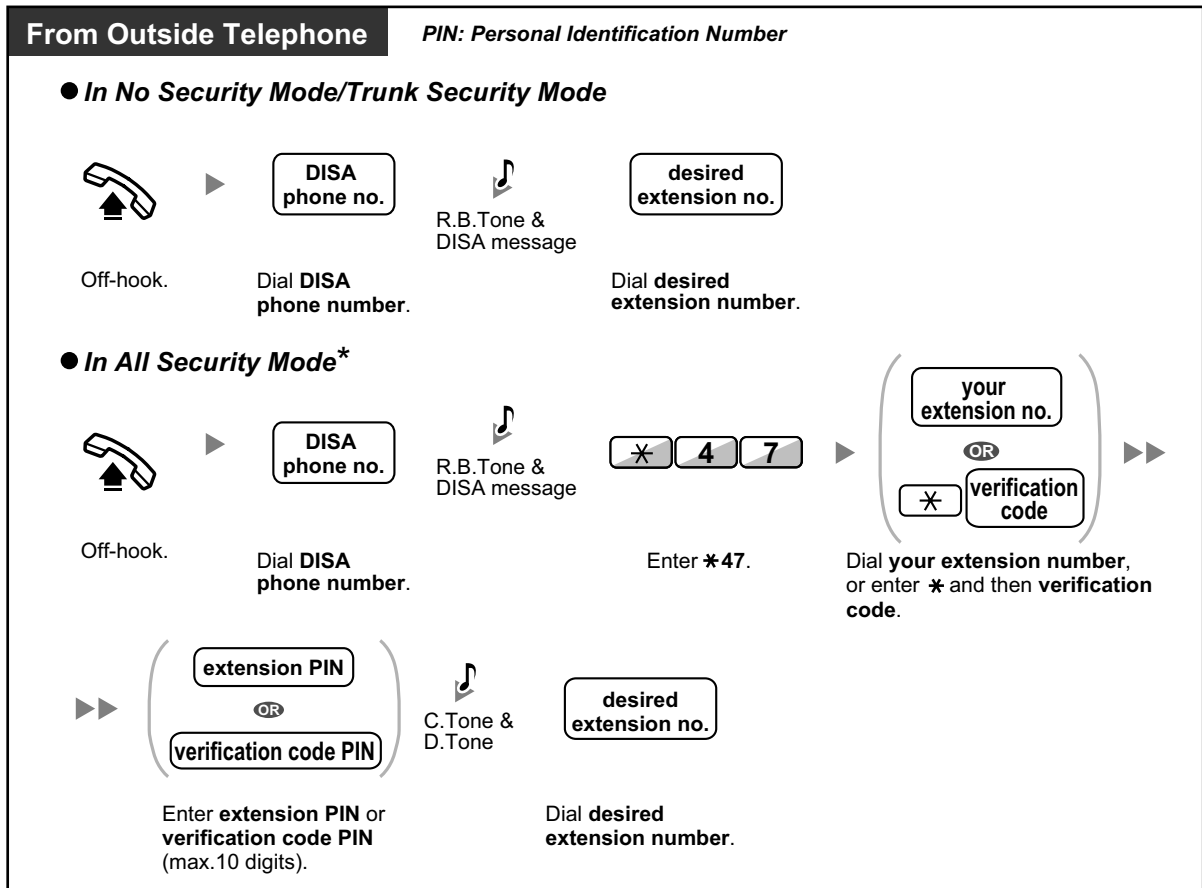 From Outside Telephone
PIN: Personal Identification Number
● In No Security Mode/Trunk Security Mode
DISA
phone no.
R.B.Tone &
DISA message
desired
extension no.
Off-hook.
Dial DISA
phone number.
Dial desired
extension number.
● In All Security Mode*
DISA
phone no.
R.B.Tone &
DISA message
* 4 7
your
extension no.
OR
* verification
code
Off-hook.
Dial DISA
phone number.
Enter *47.
Dial your extension number,
or enter * and then verification
code.
extension PIN
OR
verification code PIN
C.Tone &
D.Tone
desired
extension no.
Enter extension PIN or
verification code PIN
(max.10 digits).
Dial desired
extension number.